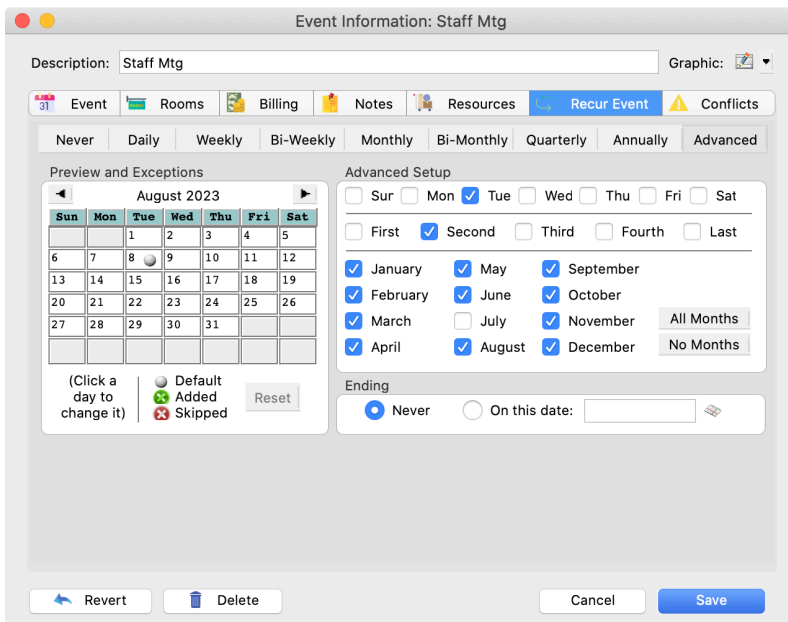 Event Information: Staff Mtg
Description: Staff Mtg Graphic:
31 Event Rooms Billing Notes Resources Recur Event Conflicts
Never Daily Weekly Bi-Weekly Monthly Bi-Monthly Quarterly Annually Advanced
Preview and Exceptions
August 2023
Sun Mon Tue Wed Thu Fri Sat
1 2 3 4 5
6 7 8 9 10 11 12
13 14 15 16 17 18 19
20 21 22 23 24 25 26
27 28 29 30 31
(Click a
day to
change it)
Default
Added
Skipped
Reset
Advanced Setup
Sur Mon Tue Wed Thu Fri Sat
First Second Third Fourth Last
January May September
February June October
March July November All Months
April August December No Months
Ending
Never On this date:
Revert Delete Cancel Save